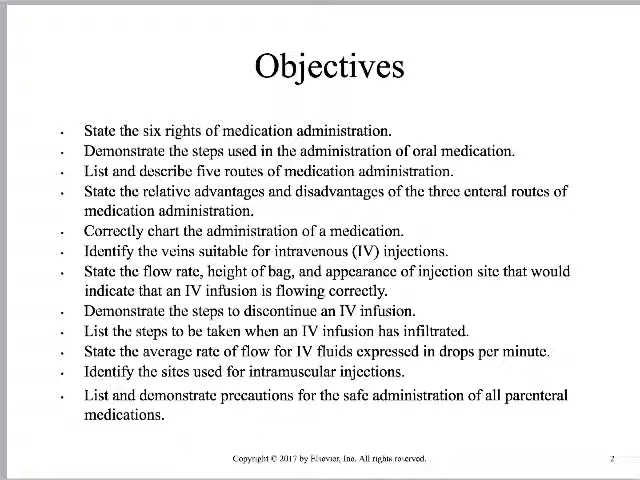 Objectives
• State the six rights of medication administration.
• Demonstrate the steps used in the administration of oral medication.
• List and describe five routes of medication administration.
• State the relative advantages and disadvantages of the three enteral routes of
medication administration.
• Correctly chart the administration of a medication.
• Identify the veins suitable for intravenous (IV) injections.
• State the flow rate, height of bag, and appearance of injection site that would
indicate that an IV infusion is flowing correctly.
• Demonstrate the steps to discontinue an IV infusion.
• List the steps to be taken when an IV infusion has infiltrated.
• State the average rate of flow for IV fluids expressed in drops per minute.
• Identify the sites used for intramuscular injections.
• List and demonstrate precautions for the safe administration of all parenteral
medications.
Copyright © 2017 by Elsevier, Inc. All rights reserved.
2